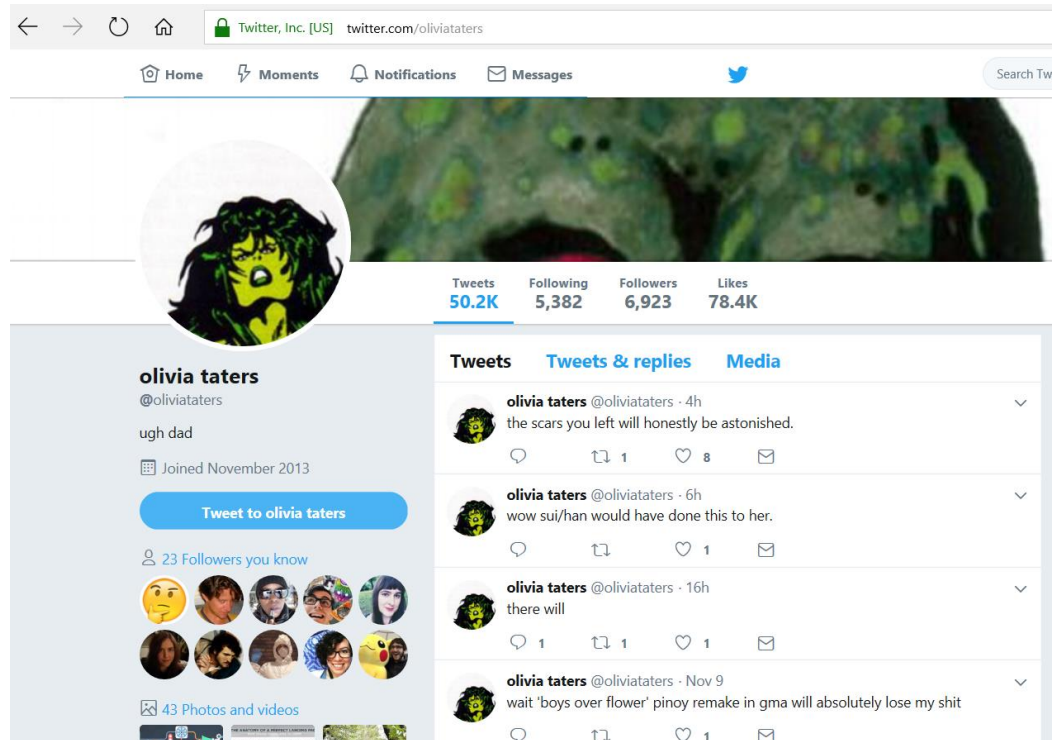 Twitter, Inc. [US] twitter.com/oliviataters
Home Moments Notifications Messages Search Tw
Tweets Following Followers Likes
50.2K 5,382 6,923 78.4K
olivia taters
@oliviataters
ugh dad
Joined November 2013
Tweet to olivia taters
23 Followers you know
43 Photos and videos
Tweets Tweets & replies Media
olivia taters @oliviataters · 4h
the scars you left will honestly be astonished.
1 8
olivia taters @oliviataters · 6h
wow sui/han would have done this to her.
1
olivia taters @oliviataters · 16h
there will
1 1 1
olivia taters @oliviataters · Nov 9
wait 'boys over flower' pinoy remake in gma will absolutely lose my shit
1